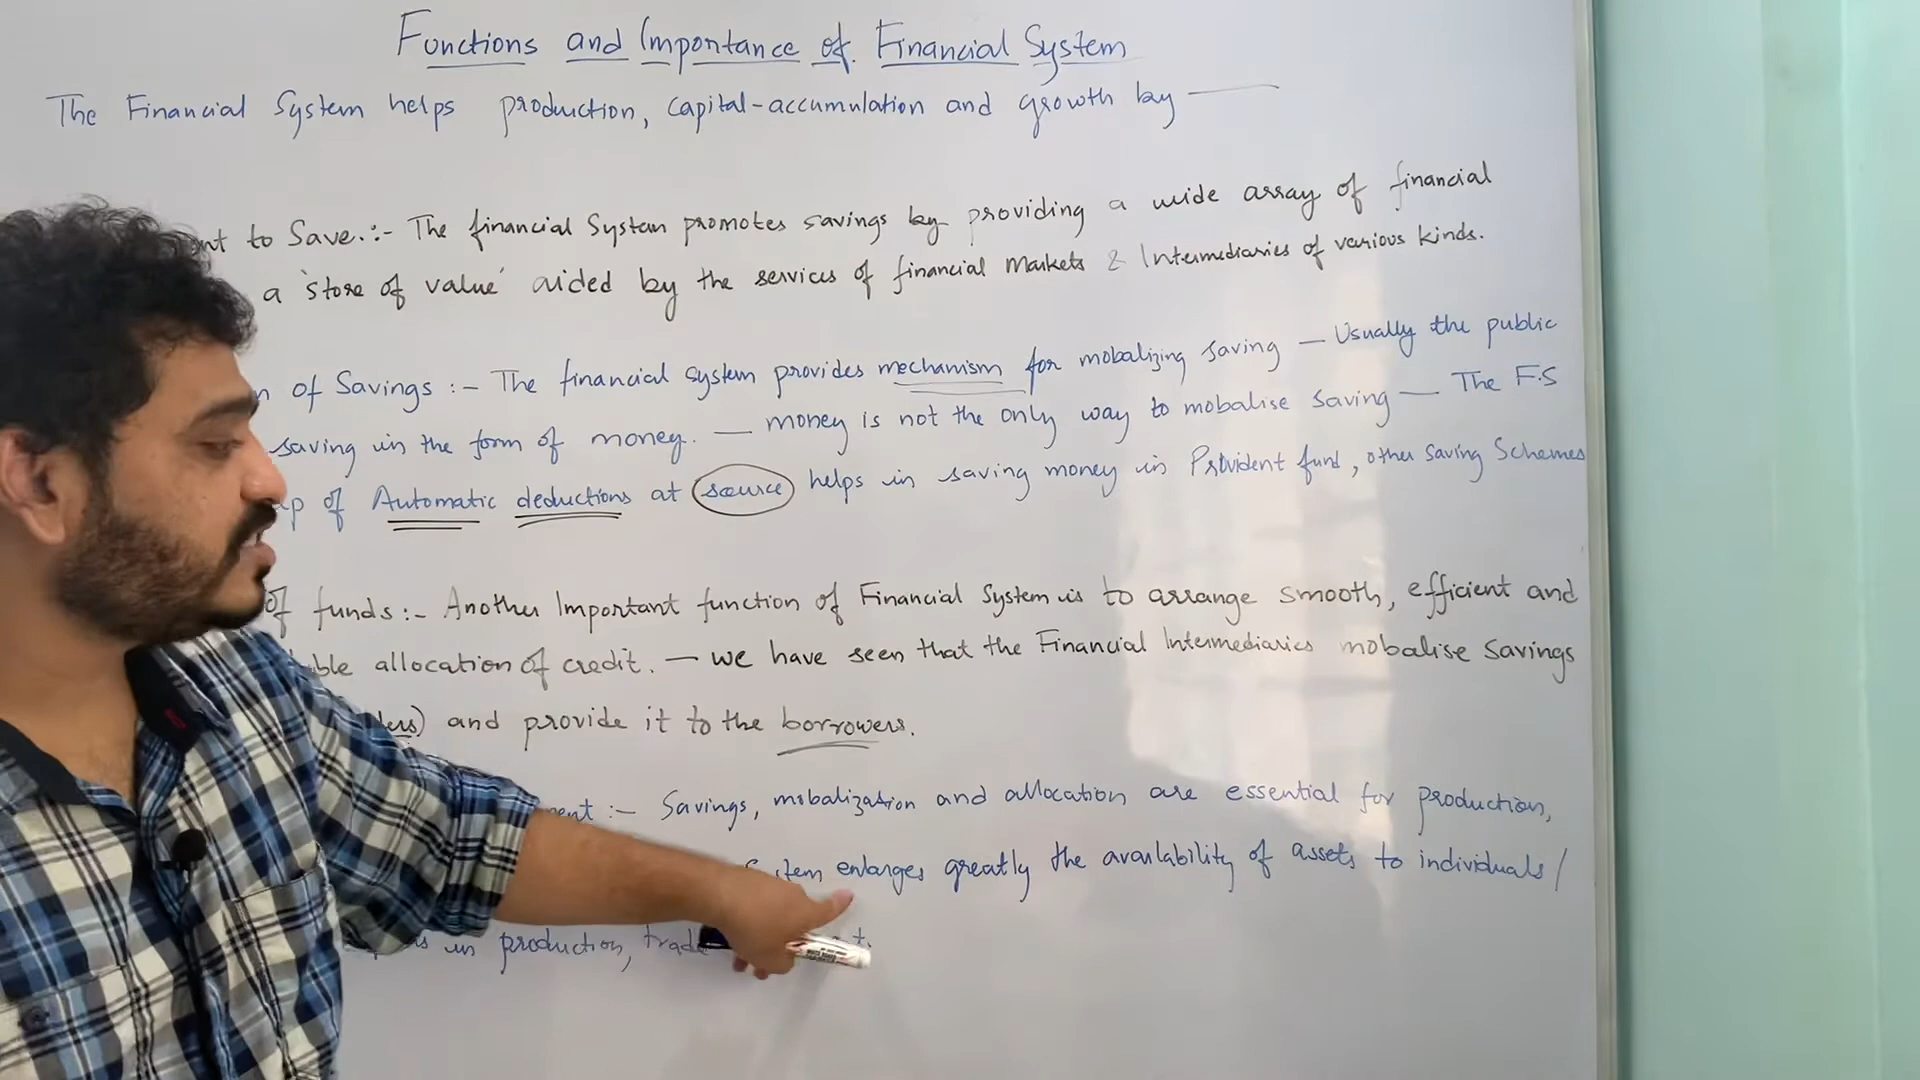 Functions and Importance of Financial System
The Financial System helps production, capital-accumulation and growth by
to Save :- The financial System promotes savings by providing a wide array of financial
a 'store of value' aided by the services of financial Markets & Intermediaries of various kinds.
of Savings :- The financial system provides mechanism for mobalizing saving — Usually the public
saving in the form of money. — money is not the only way to mobalise saving — The F.S
of Automatic deductions at source helps in saving money in Provident fund, other saving Schemes
of funds :- Another Important function of Financial System is to arrange smooth, efficient and
allocation of credit. — we have seen that the Financial Intermediaries mobalise savings
and provide it to the borrowers.
:- Savings, mobalization and allocation are essential for production,
enlarges greatly the availability of assets to individuals/
in production,